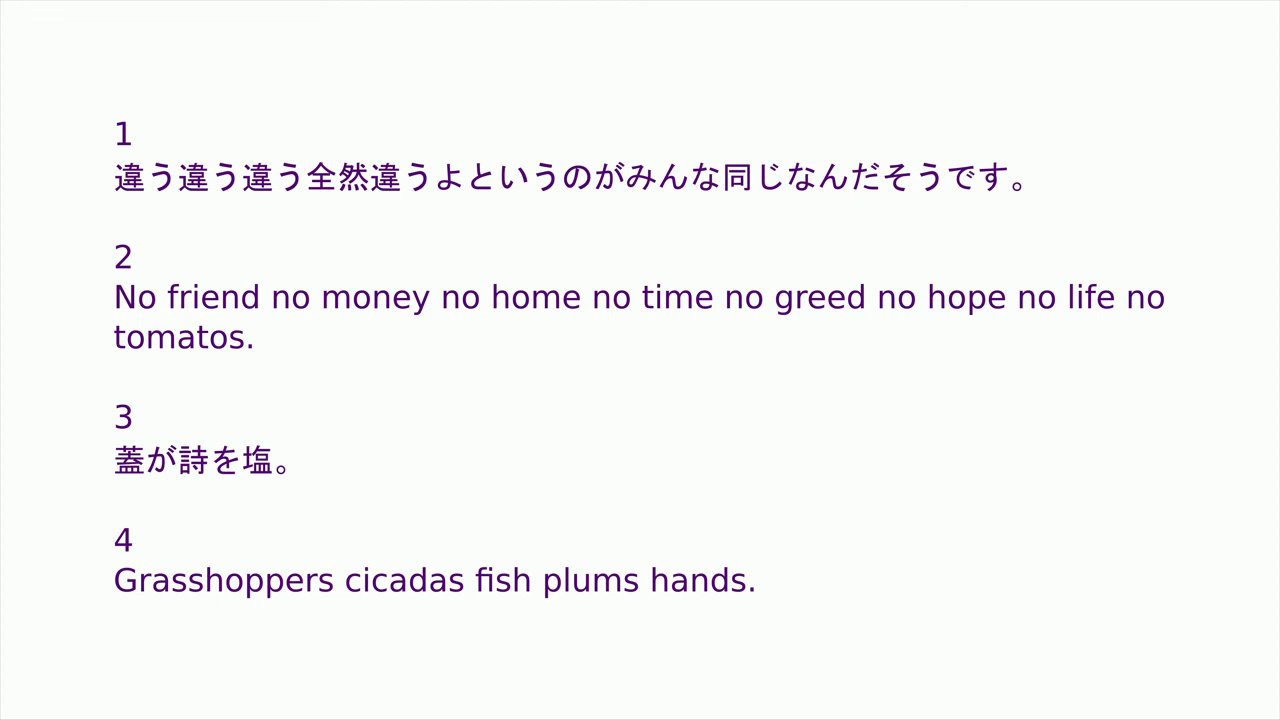 1
違う違う違う全然違うよというのがみんな同じなんだそうです。
2
No friend no money no home no time no greed no hope no life no
tomatos.
3
蓋が詩を塩。
4
Grasshoppers cicadas fish plums hands.